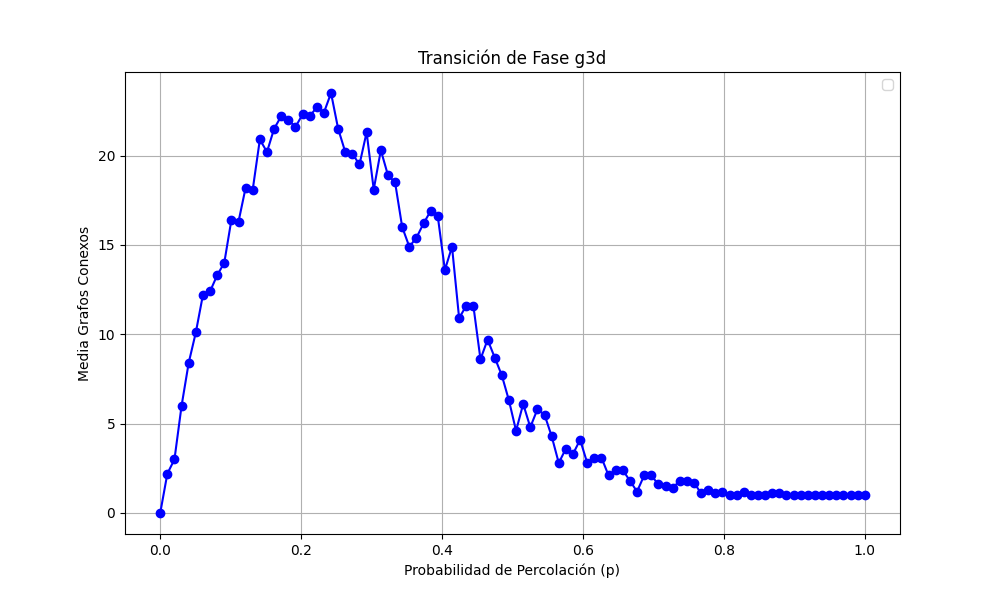 Transición de Fase g3d
Media Grafos Conexos
20
15
10
5
0
0.0 0.2 0.4 0.6 0.8 1.0
Probabilidad de Percolación (p)